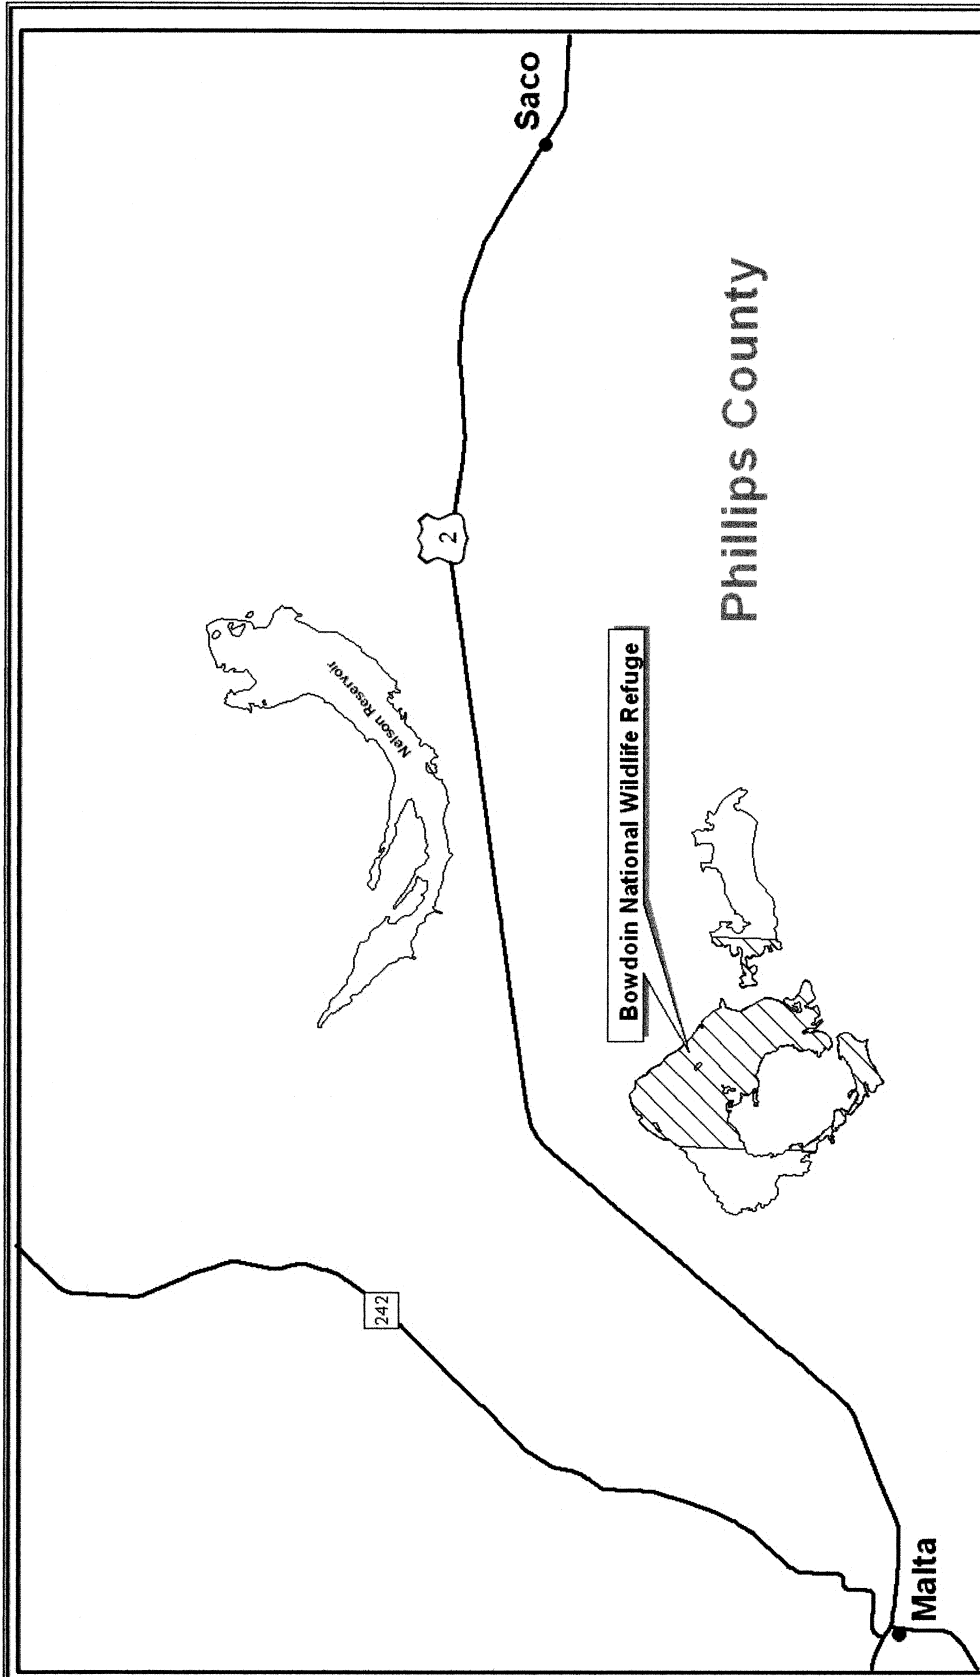 Saco
2
Nelson Reservoir
242
Bowdoin National Wildlife Refuge
Phillips County
Malta